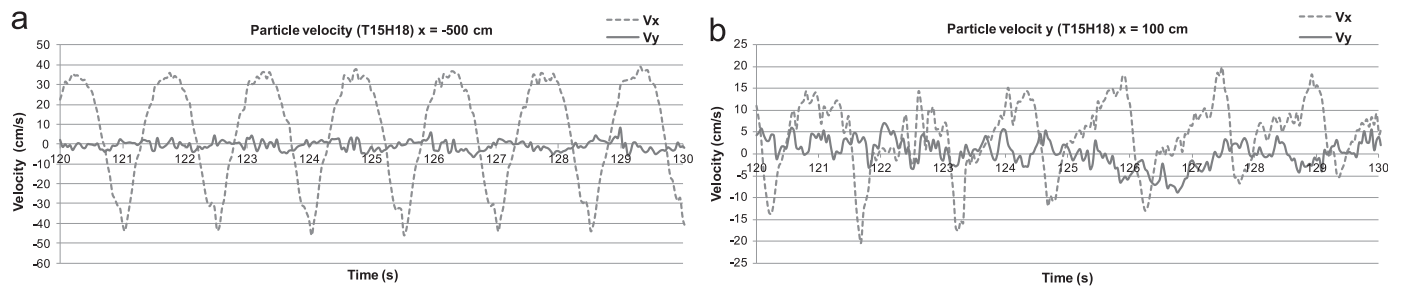 a
Particle velocity (T15H18) x = -500 cm
Vx
Vy
Velocity (cm/s)
50
40
30
20
10
0
-10
-20
-30
-40
-50
-60
120 121 122 123 124 125 126 127 128 129 130
Time (s)
b
Particle velocit y (T15H18) x = 100 cm
Vx
Vy
Velocity (cm/s)
25
20
15
10
5
0
-5
-10
-15
-20
-25
120 121 122 123 124 125 126 127 128 129 130
Time (s)